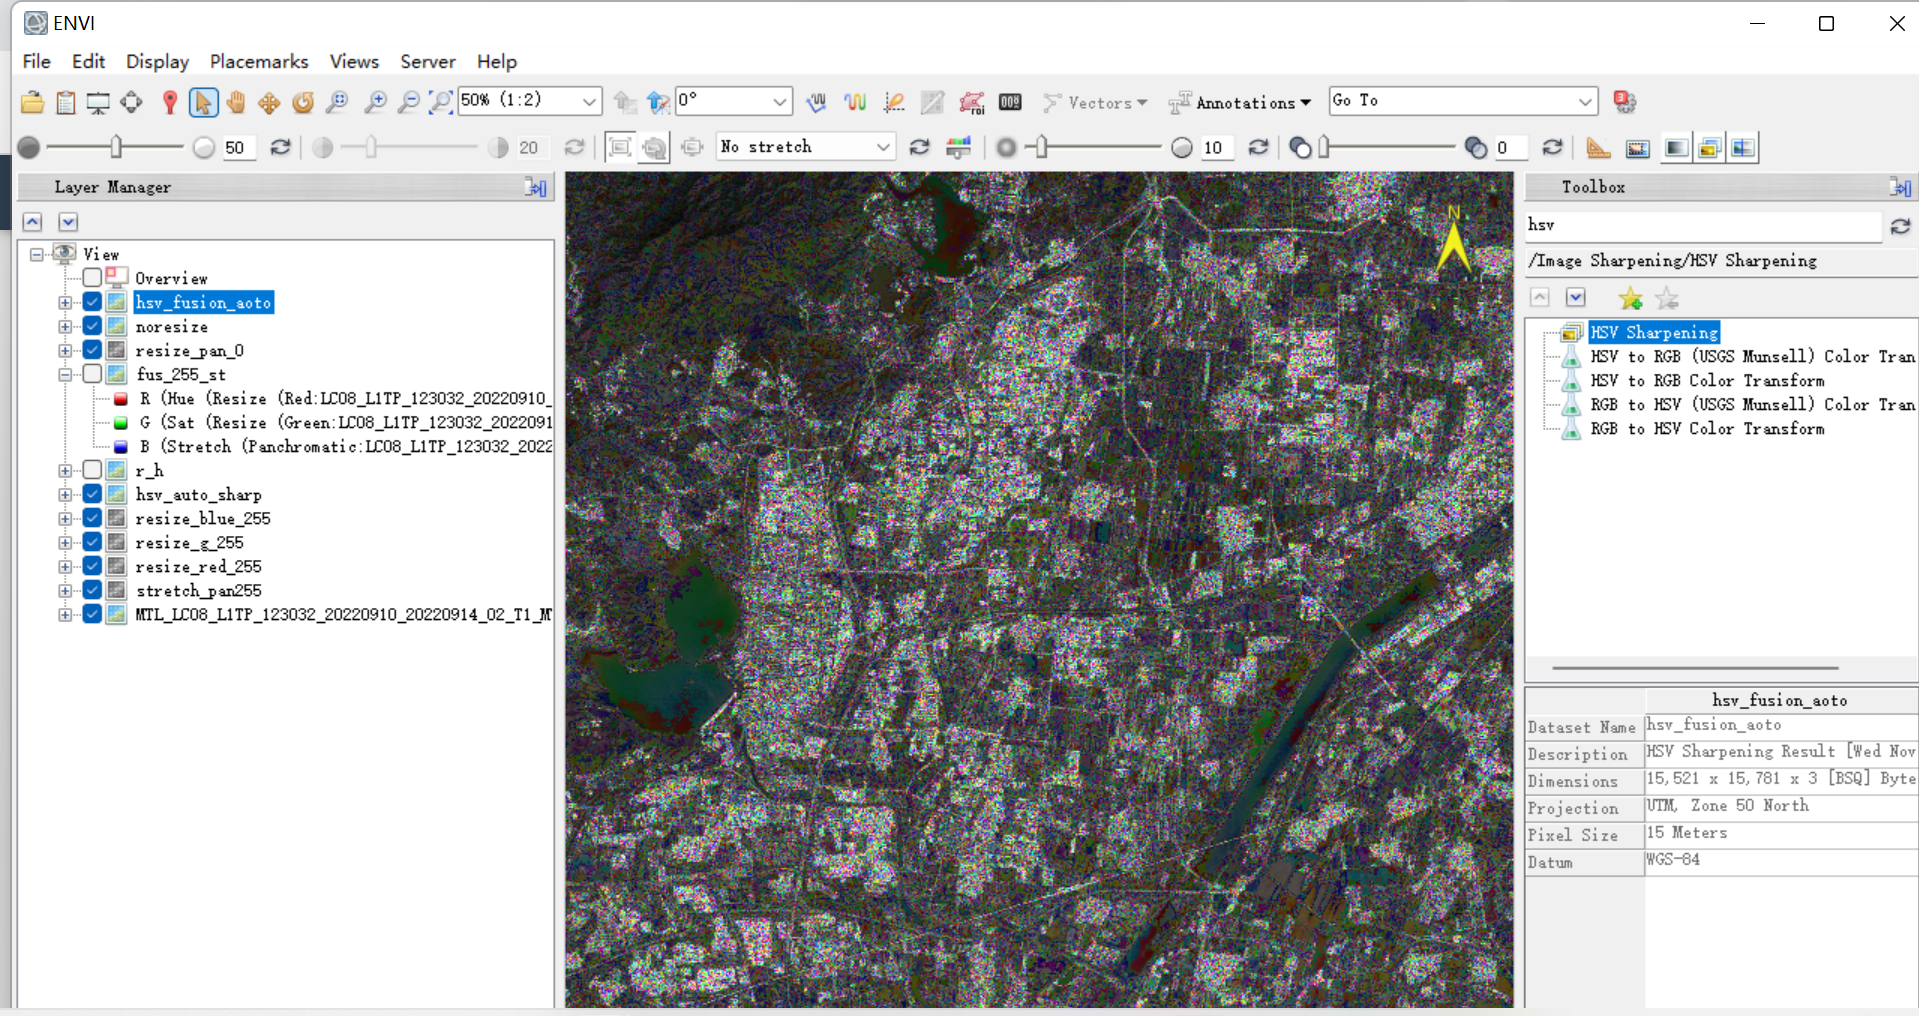 ENVI
File Edit Display Placemarks Views Server Help
50% (1:2) 0° roi Vectors Annotations Go To
50 20 No stretch 10 0
Layer Manager
View
Overview
hsv_fusion_aoto
noresize
resize_pan_0
fus_255_st
R (Hue (Resize (Red:LC08_L1TP_123032_20220910_
G (Sat (Resize (Green:LC08_L1TP_123032_2022091
B (Stretch (Panchromatic:LC08_L1TP_123032_2022
r_h
hsv_auto_sharp
resize_blue_255
resize_g_255
resize_red_255
stretch_pan255
MTL_LC08_L1TP_123032_20220910_20220914_02_T1_M
N
Toolbox
hsv
/Image Sharpening/HSV Sharpening
HSV Sharpening
HSV to RGB (USGS Munsell) Color Tran
HSV to RGB Color Transform
RGB to HSV (USGS Munsell) Color Tran
RGB to HSV Color Transform
hsv_fusion_aoto
Dataset Name hsv_fusion_aoto
Description HSV Sharpening Result [Wed Nov
Dimensions 15,521 x 15,781 x 3 [BSQ] Byte
Projection UTM, Zone 50 North
Pixel Size 15 Meters
Datum WGS-84